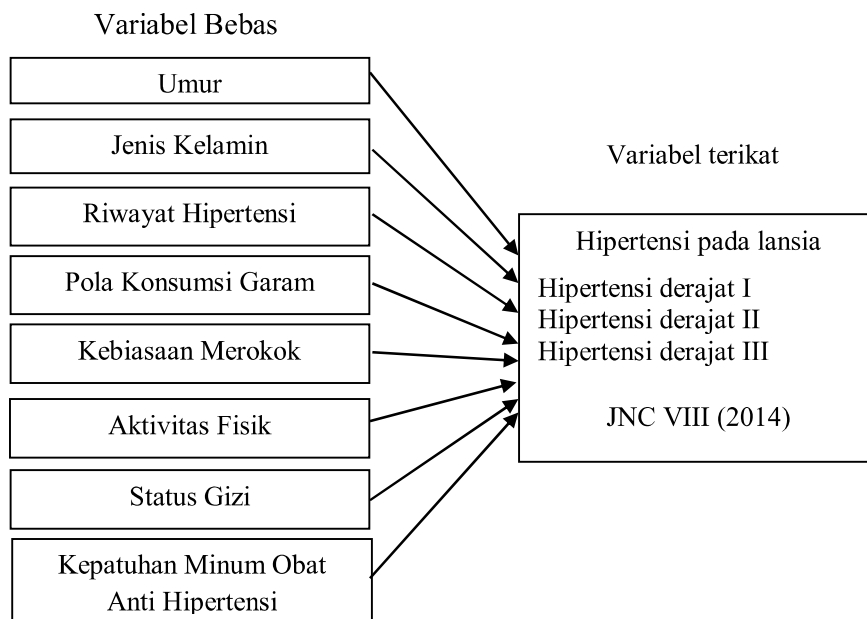 Variabel Bebas
Umur
Jenis Kelamin
Riwayat Hipertensi
Pola Konsumsi Garam
Kebiasaan Merokok
Aktivitas Fisik
Status Gizi
Kepatuhan Minum Obat
Anti Hipertensi
Variabel terikat
Hipertensi pada lansia
Hipertensi derajat I
Hipertensi derajat II
Hipertensi derajat III
JNC VIII (2014)